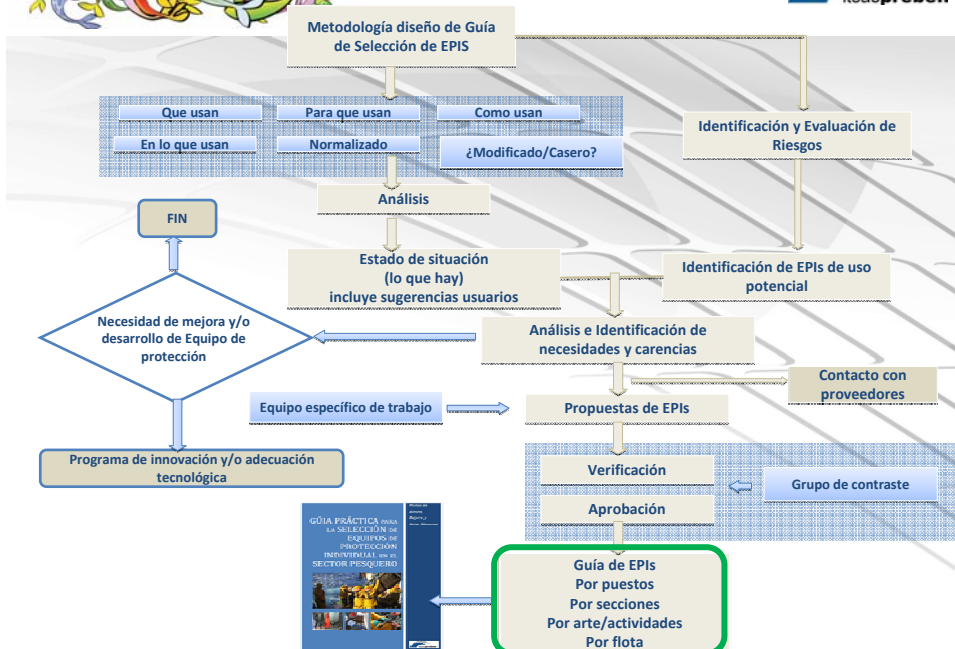 preben
Metodología diseño de Guía
de Selección de EPIS
Que usan
Para que usan
Como usan
En lo que usan
Normalizado
¿Modificado/Casero?
Identificación y Evaluación de
Riesgos
Análisis
FIN
Estado de situación
(lo que hay)
incluye sugerencias usuarios
Identificación de EPIs de uso
potencial
Necesidad de mejora y/o
desarrollo de Equipo de
protección
Análisis e Identificación de
necesidades y carencias
Contacto con
proveedores
Equipo específico de trabajo
Propuestas de EPIs
Programa de innovación y/o adecuación
tecnológica
Verificación
Grupo de contraste
Aprobación
GÜIA PRÁCTICA PARA
LA SELECCIÓN DE
EQUIPOS DE
PROTECCIÓN
INDIVIDUAL EN EL
SECTOR PESQUERO
Guía de EPIs
Por puestos
Por secciones
Por arte/actividades
Por flota